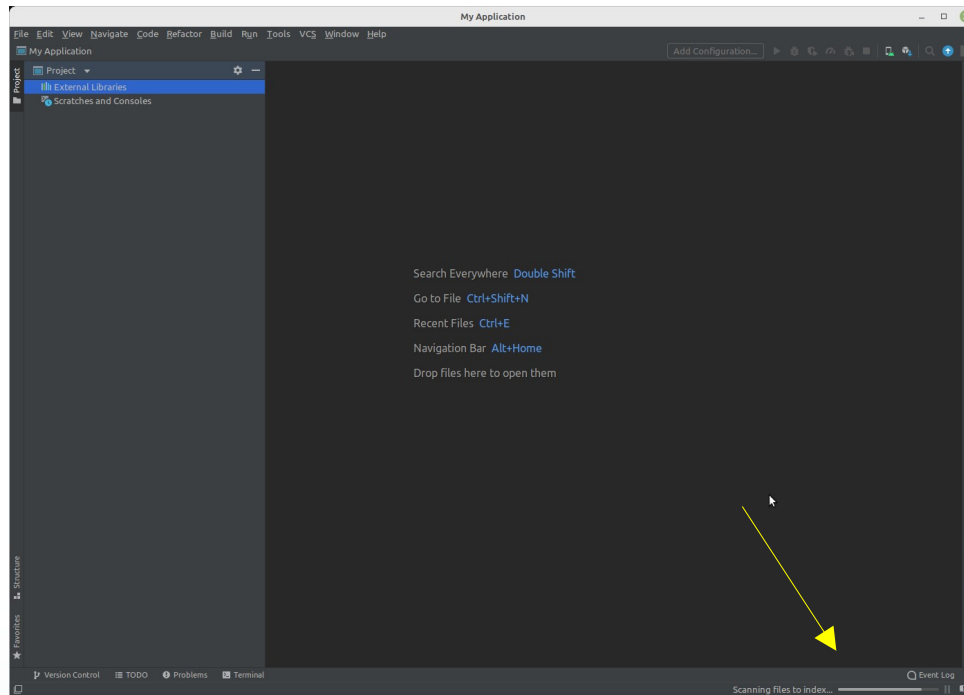 My Application
File Edit View Navigate Code Refactor Build Run Tools VCS Window Help
My Application
Add Configuration...
Project
Project
External Libraries
Scratches and Consoles
Search Everywhere Double Shift
Go to File Ctrl+Shift+N
Recent Files Ctrl+E
Navigation Bar Alt+Home
Drop files here to open them
Structure
Favorites
Version Control TODO Problems Terminal Event Log
Scanning files to index...